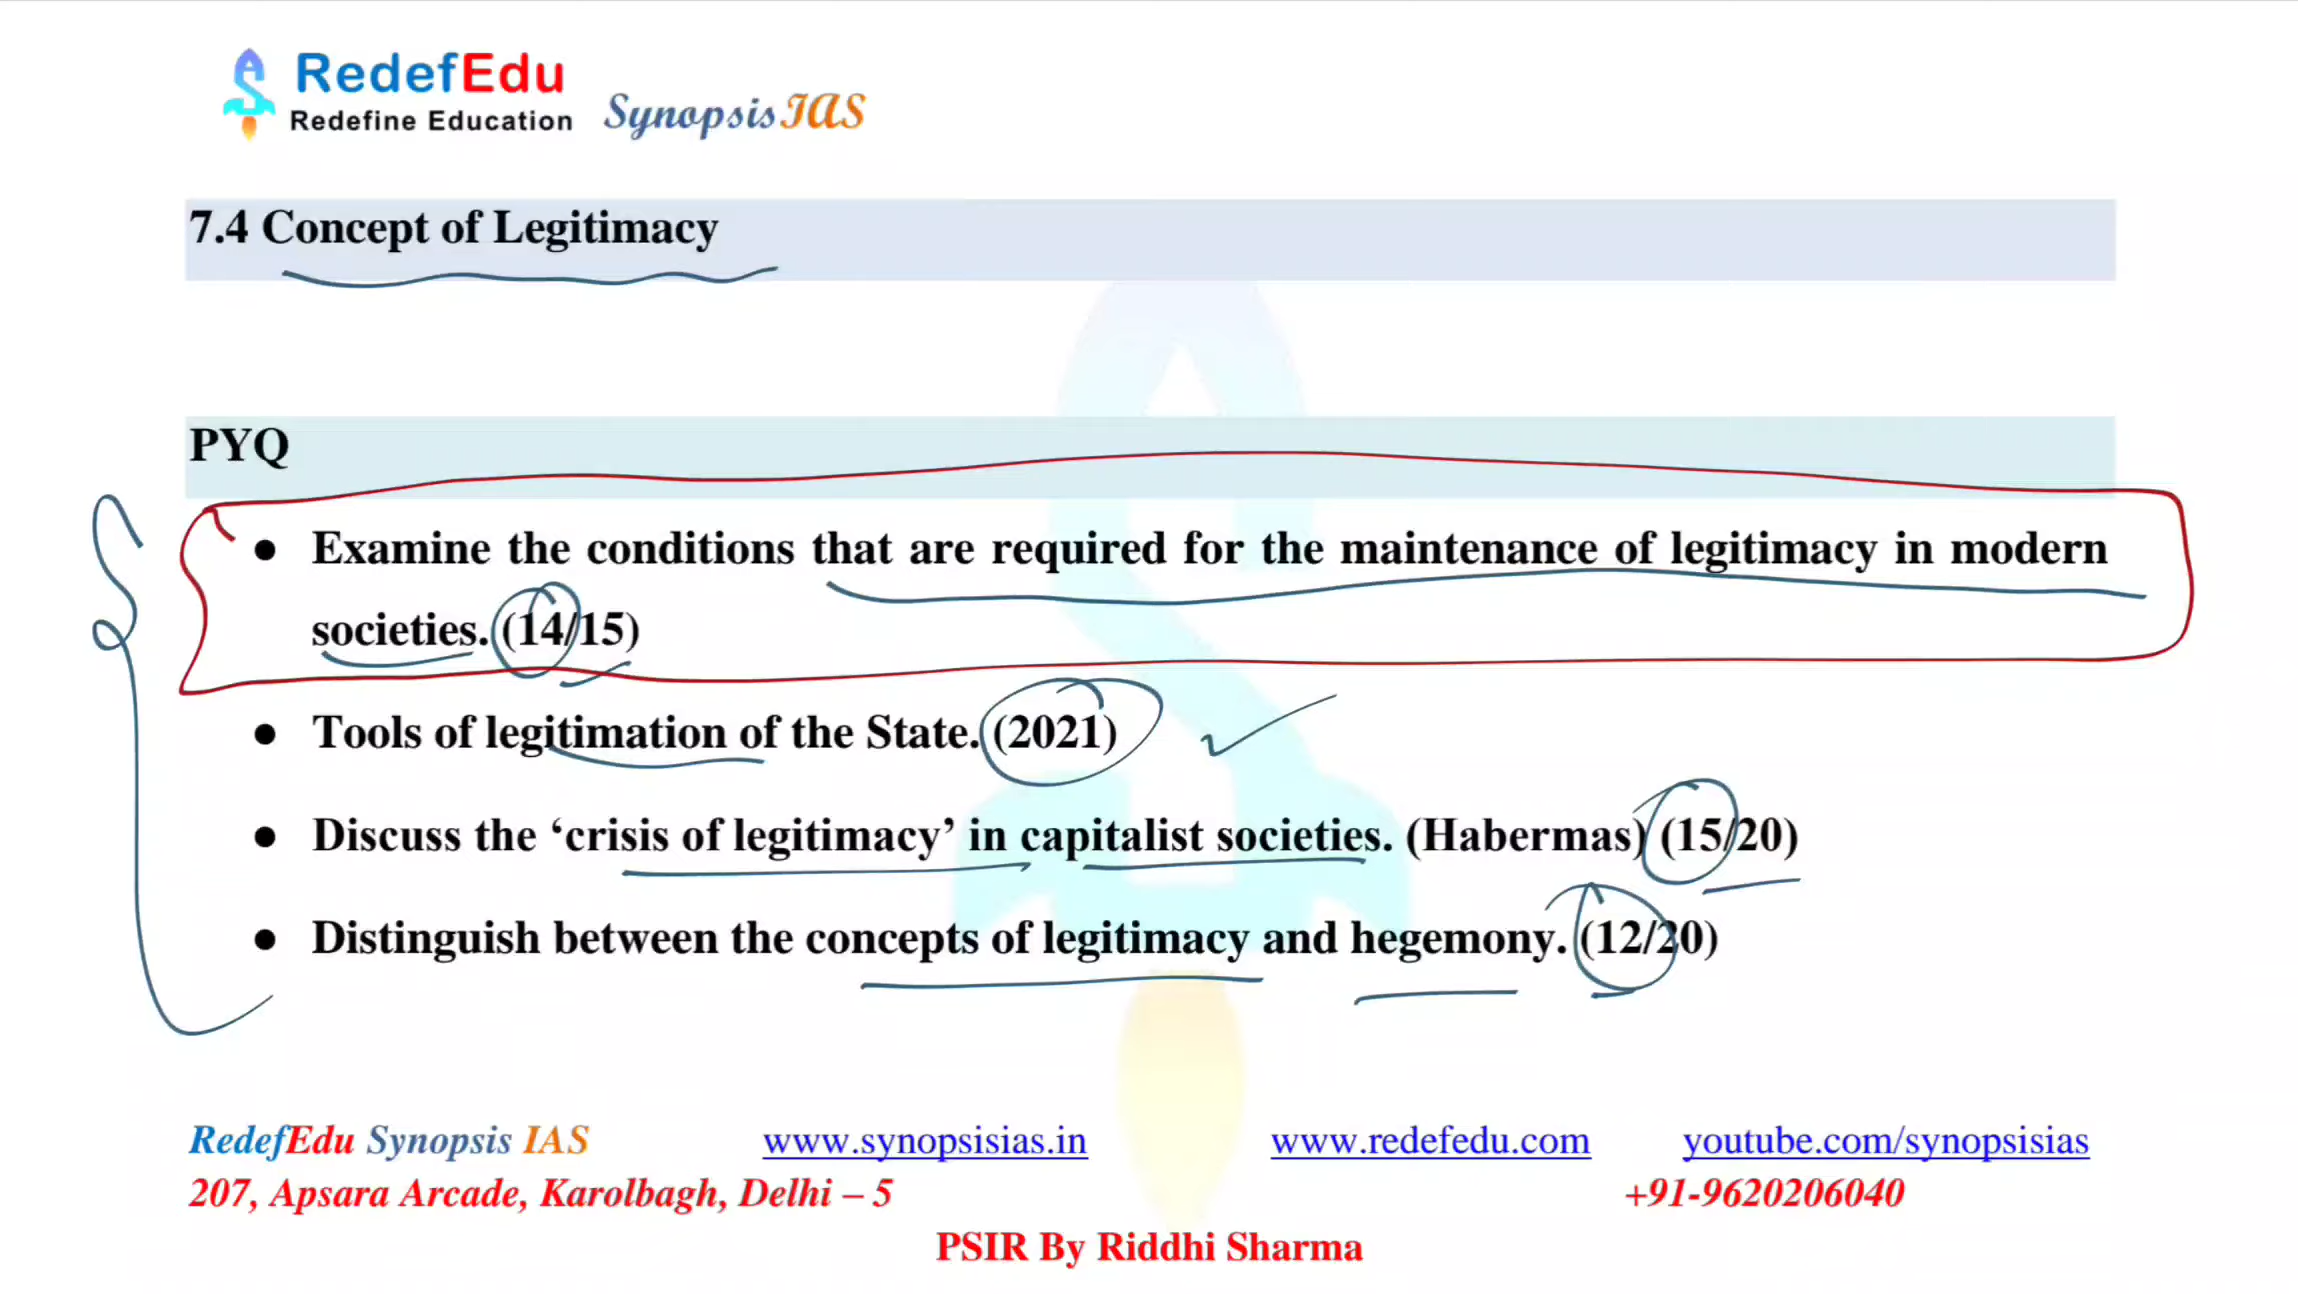 RedefEdu
Redefine Education
Synopsis IAS
7.4 Concept of Legitimacy
PYQ
● Examine the conditions that are required for the maintenance of legitimacy in modern
societies. (14/15)
● Tools of legitimation of the State. (2021)
● Discuss the ‘crisis of legitimacy’ in capitalist societies. (Habermas) (15/20)
● Distinguish between the concepts of legitimacy and hegemony. (12/20)
RedefEdu Synopsis IAS www.synopsisias.in www.redefedu.com youtube.com/synopsisias
207, Apsara Arcade, Karolbagh, Delhi – 5 +91-9620206040
PSIR By Riddhi Sharma